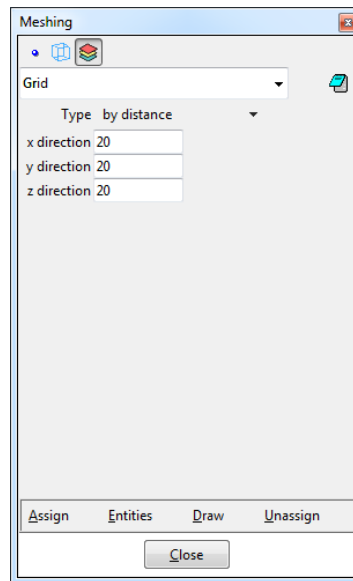 Meshing
Grid
Type by distance
x direction 20
y direction 20
z direction 20
Assign Entities Draw Unassign
Close